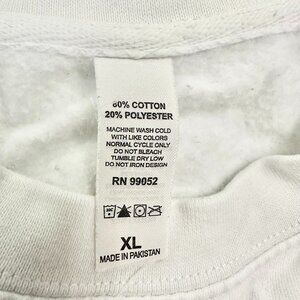 80% COTTON
20% POLYESTER
MACHINE WASH COLD
WITH LIKE COLORS
NORMAL CYCLE ONLY
DO NOT BLEACH
TUMBLE DRY LOW
DO NOT IRON DESIGN
RN 99052
XL
MADE IN PAKISTAN